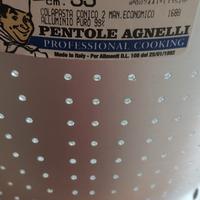 cm.
COLAPASTA CONICO 2 MAN.ECONOMICO 1680
ALLUMINIO PURO 99%
PENTOLE AGNELLI
PROFESSIONAL COOKING
Made in Italy - Per Alimenti D.L. 108 del 25/01/1992